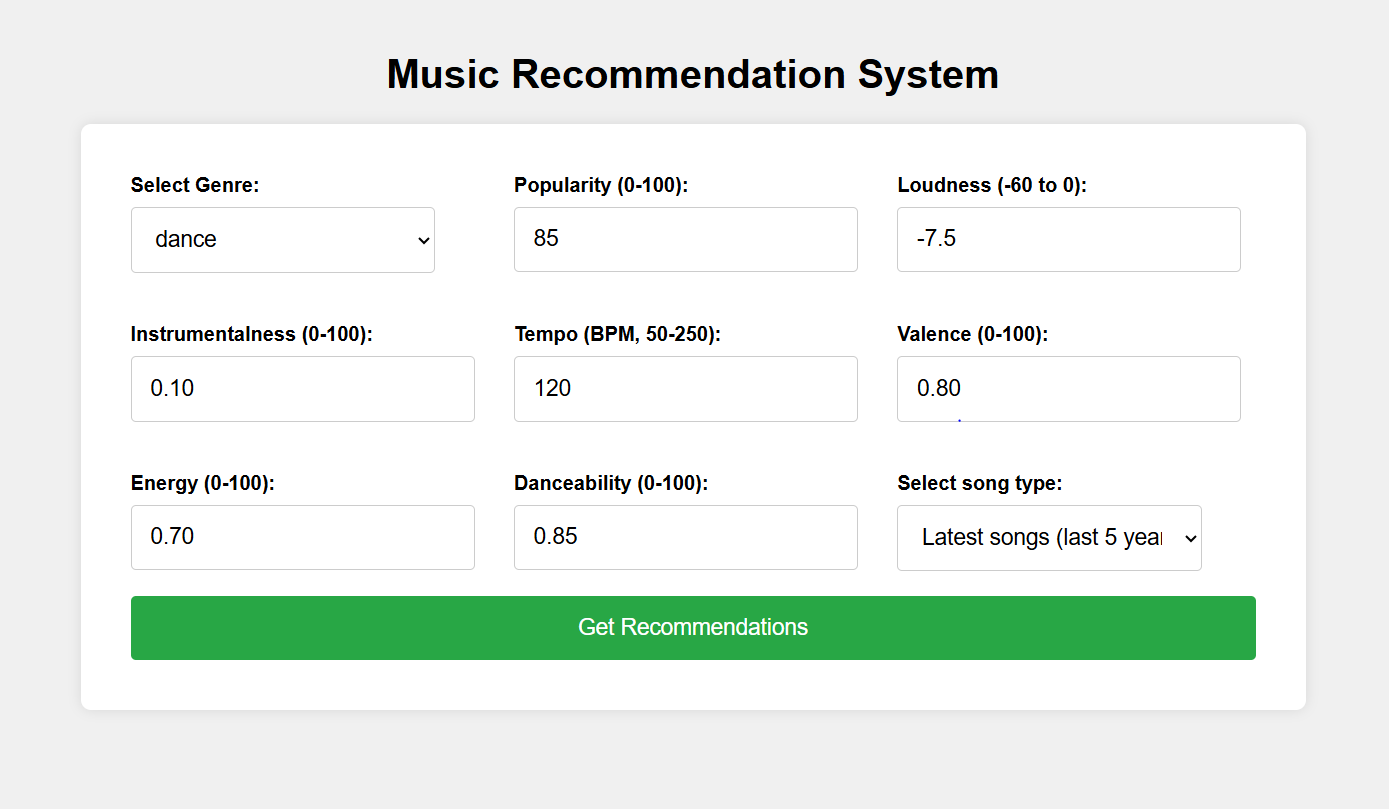 Music Recommendation System
Select Genre:
dance
Popularity (0-100):
85
Loudness (-60 to 0):
-7.5
Instrumentalness (0-100):
0.10
Tempo (BPM, 50-250):
120
Valence (0-100):
0.80
Energy (0-100):
0.70
Danceability (0-100):
0.85
Select song type:
Latest songs (last 5 year
Get Recommendations